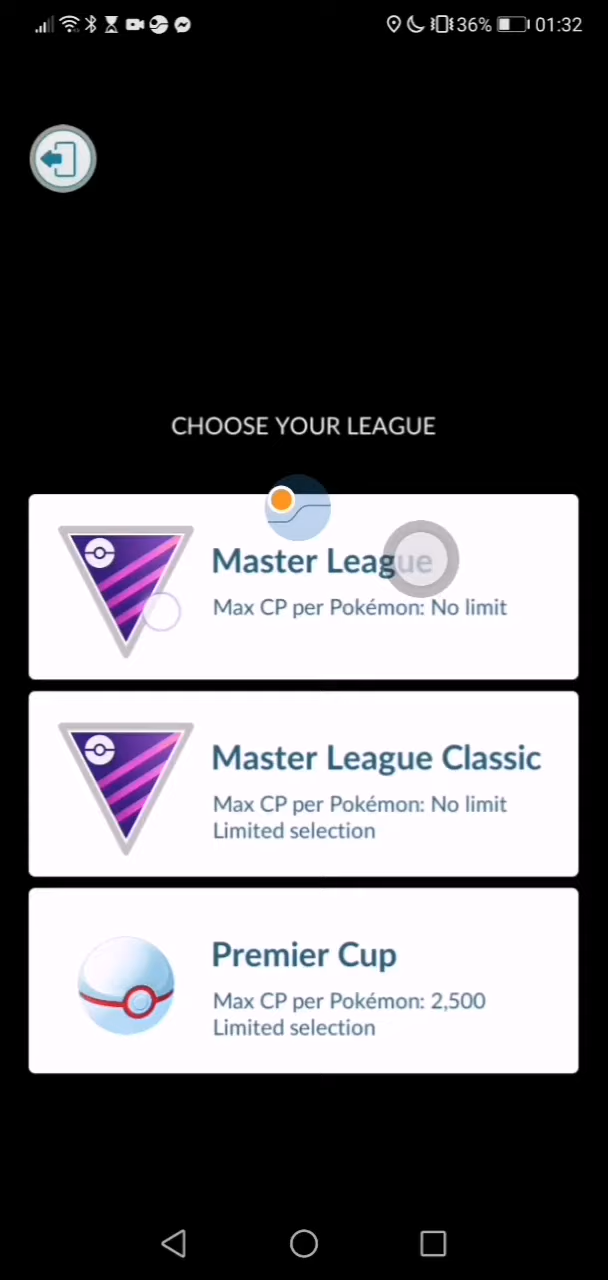 36% 01:32
CHOOSE YOUR LEAGUE
Master League
Max CP per Pokémon: No limit
Master League Classic
Max CP per Pokémon: No limit
Limited selection
Premier Cup
Max CP per Pokémon: 2,500
Limited selection